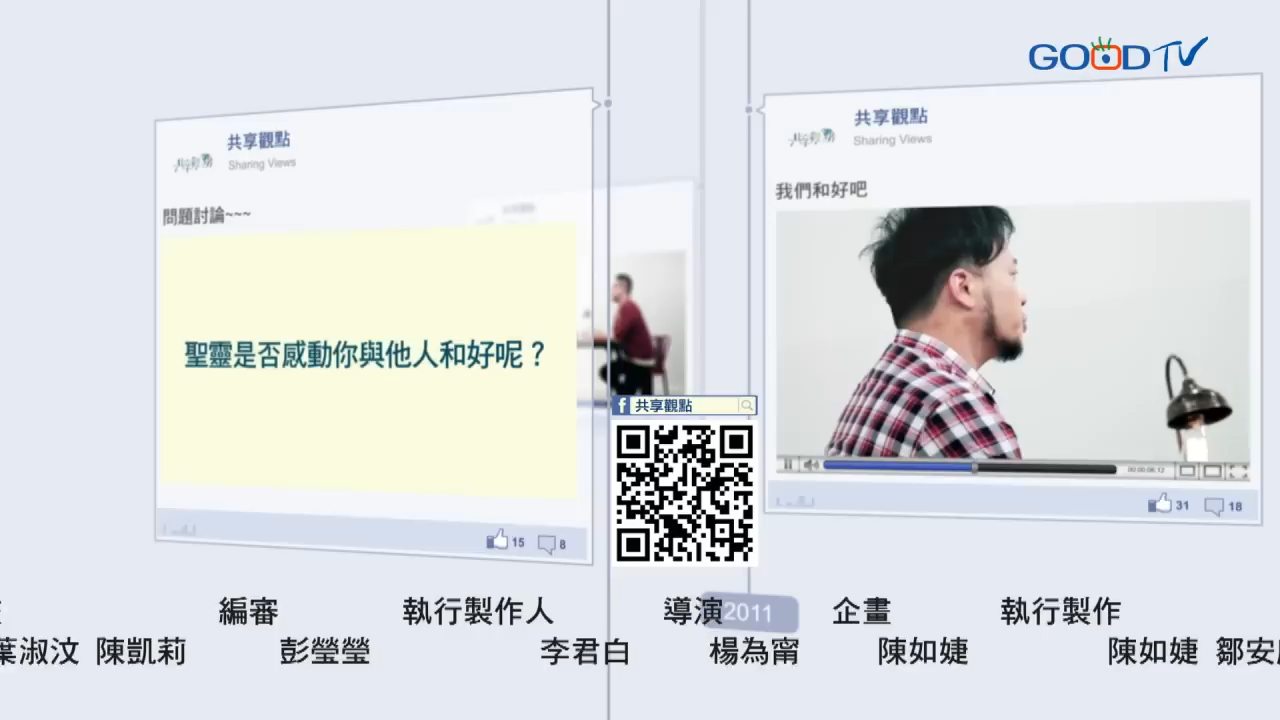 GOOD TV
共享觀點
Sharing Views
問題討論~~~
聖靈是否感動你與他人和好呢？
15
8
共享觀點
Sharing Views
我們和好吧
31
18
f 共享觀點
2011
編審 執行製作人 導演 企畫 執行製作
葉淑汶 陳凱莉 彭瑩瑩 李君白 楊為甯 陳如婕 陳如婕 鄒安